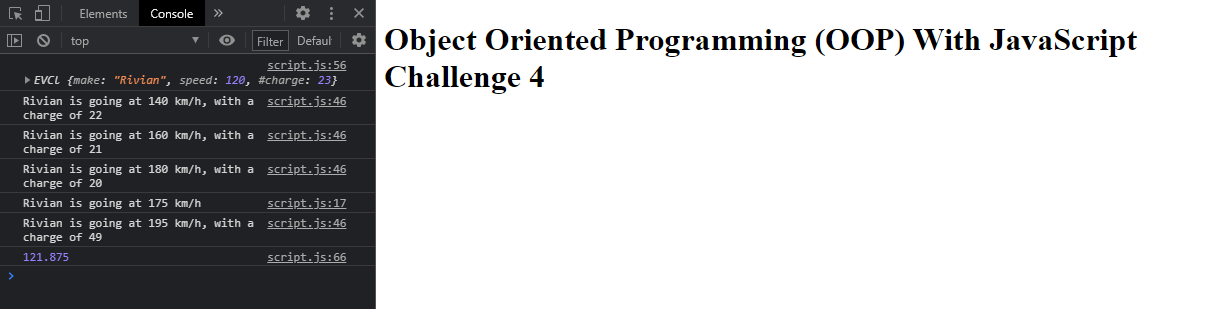 Elements Console »
top Filter Defaul
script.js:56
EVCl {make: "Rivian", speed: 120, #charge: 23}
Rivian is going at 140 km/h, with a script.js:46
charge of 22
Rivian is going at 160 km/h, with a script.js:46
charge of 21
Rivian is going at 180 km/h, with a script.js:46
charge of 20
Rivian is going at 175 km/h script.js:17
Rivian is going at 195 km/h, with a script.js:46
charge of 49
121.875 script.js:66
Object Oriented Programming (OOP) With JavaScript
Challenge 4